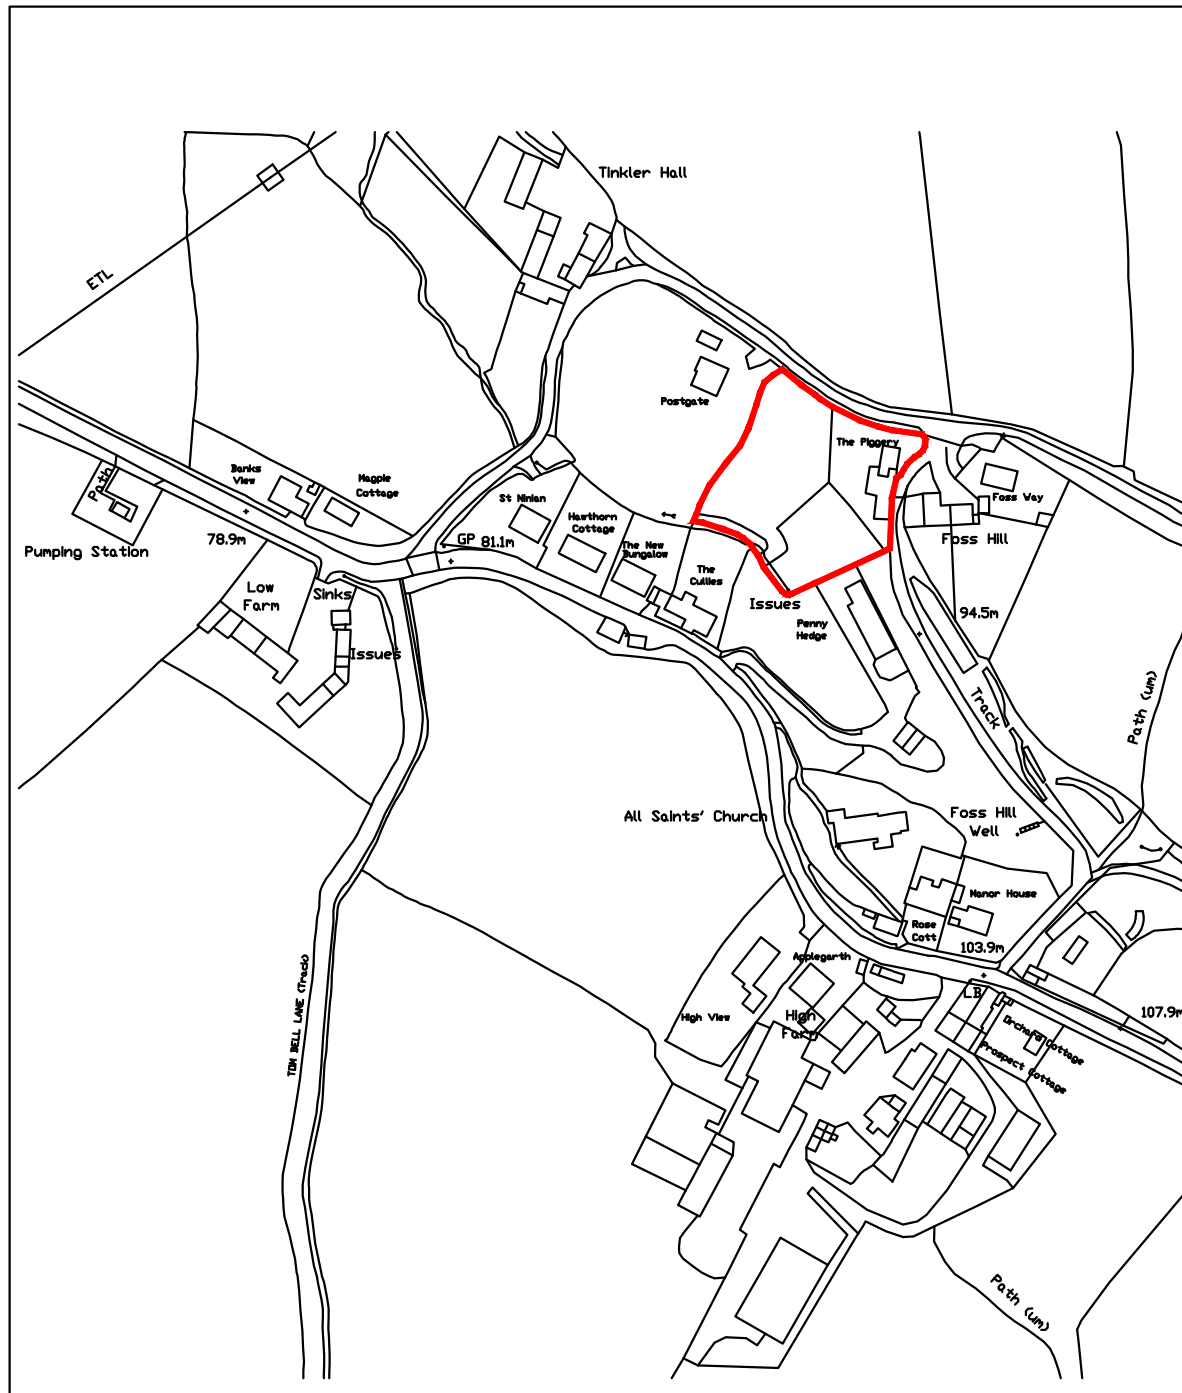 Tinkler Hall
ETL
Postgate
The Piggery
Path
Banks
View
Magpie
Cottage
St Ninian
Hawthorn
Cottage
The New
Bungalow
The
Cullies
Foss Way
Foss Hill
Pumping Station
78.9m
GP 81.1m
Low
Farm
Sinks
Issues
Issues
Penny
Hedge
94.5m
Track
Path (um)
All Saints' Church
Foss Hill
Well
Manor House
Rose
Cott
103.9m
Applegarth
LB
107.9m
High View
High
Farm
Orchard Cottage
Prospect Cottage
TOM BELL LANE (Track)
Path (um)